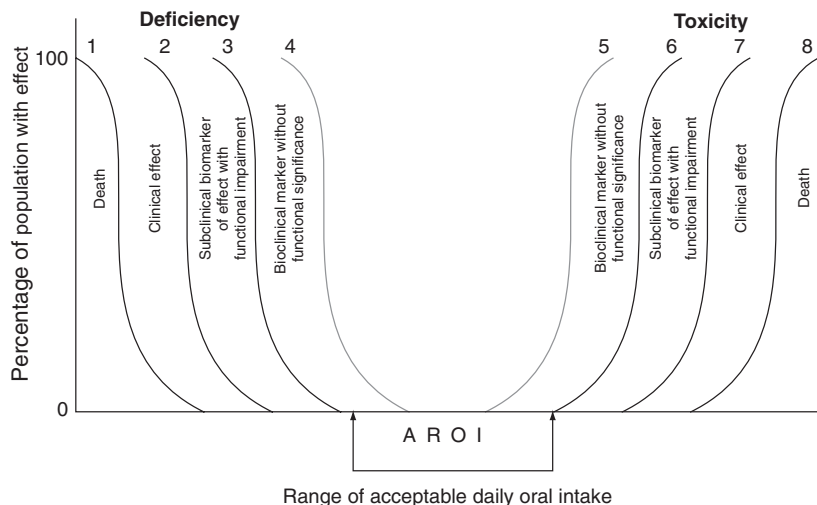 Deficiency
Toxicity
1
2
3
4
5
6
7
8
100
0
Percentage of population with effect
Death
Clinical effect
Subclinical biomarker
of effect with
functional impairment
Bioclinical marker without
functional significance
Bioclinical marker without
functional significance
Subclinical biomarker
of effect with
functional impairment
Clinical effect
Death
A R O I
Range of acceptable daily oral intake